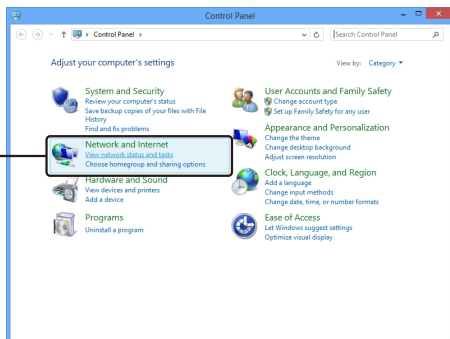 Control Panel
Control Panel
Search Control Panel
Adjust your computer's settings
View by: Category
System and Security
Review your computer's status
Save backup copies of your files with File
History
Find and fix problems
Network and Internet
View network status and tasks
Choose homegroup and sharing options
Hardware and Sound
View devices and printers
Add a device
Programs
Uninstall a program
User Accounts and Family Safety
Change account type
Set up Family Safety for any user
Appearance and Personalization
Change the theme
Change desktop background
Adjust screen resolution
Clock, Language, and Region
Add a language
Change input methods
Change date, time, or number formats
Ease of Access
Let Windows suggest settings
Optimize visual display